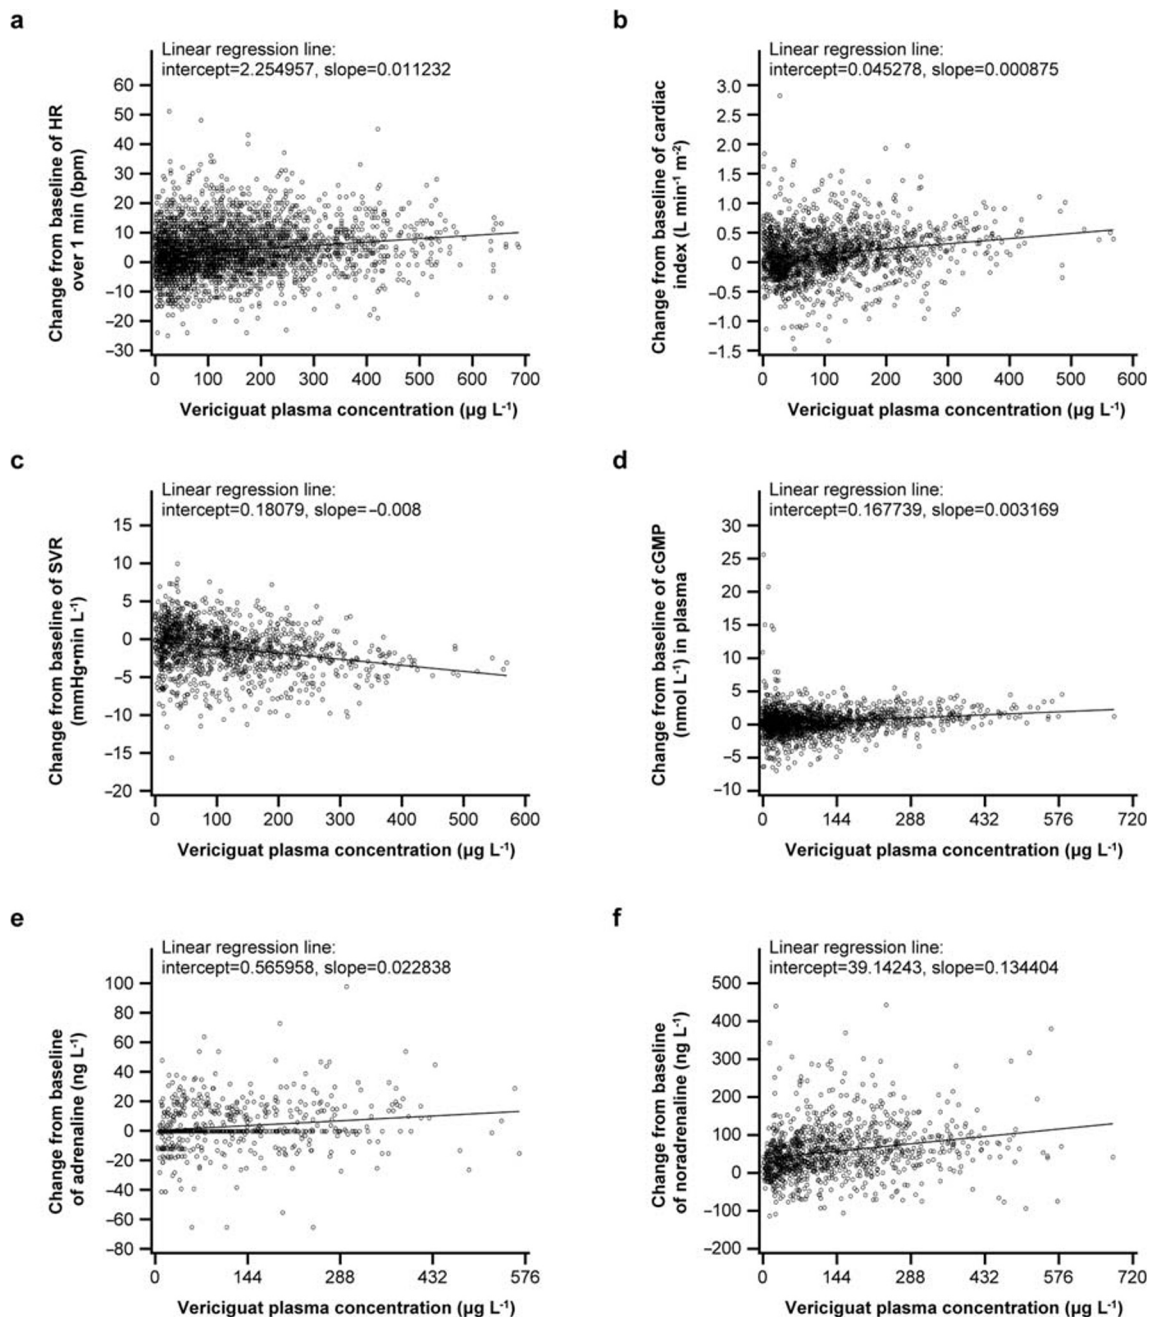 a
Linear regression line:
intercept=2.254957, slope=0.011232
Change from baseline of HR
over 1 min (bpm)
60
50
40
30
20
10
0
−10
−20
−30
0 100 200 300 400 500 600 700
Vericiguat plasma concentration (µg L⁻¹)
b
Linear regression line:
intercept=0.045278, slope=0.000875
Change from baseline of cardiac
index (L min⁻¹ m⁻²)
3.0
2.5
2.0
1.5
1.0
0.5
0
−0.5
−1.0
−1.5
0 100 200 300 400 500 600
Vericiguat plasma concentration (µg L⁻¹)
c
Linear regression line:
intercept=0.18079, slope=−0.008
Change from baseline of SVR
(mmHg•min L⁻¹)
15
10
5
0
−5
−10
−15
−20
0 100 200 300 400 500 600
Vericiguat plasma concentration (µg L⁻¹)
d
Linear regression line:
intercept=0.167739, slope=0.003169
Change from baseline of cGMP
(nmol L⁻¹) in plasma
30
25
20
15
10
5
0
−5
−10
0 144 288 432 576 720
Vericiguat plasma concentration (µg L⁻¹)
e
Linear regression line:
intercept=0.565958, slope=0.022838
Change from baseline
of adrenaline (ng L⁻¹)
100
80
60
40
20
0
−20
−40
−60
−80
0 144 288 432 576
Vericiguat plasma concentration (µg L⁻¹)
f
Linear regression line:
intercept=39.14243, slope=0.134404
Change from baseline
of noradrenaline (ng L⁻¹)
500
400
300
200
100
0
−100
−200
0 144 288 432 576 720
Vericiguat plasma concentration (µg L⁻¹)